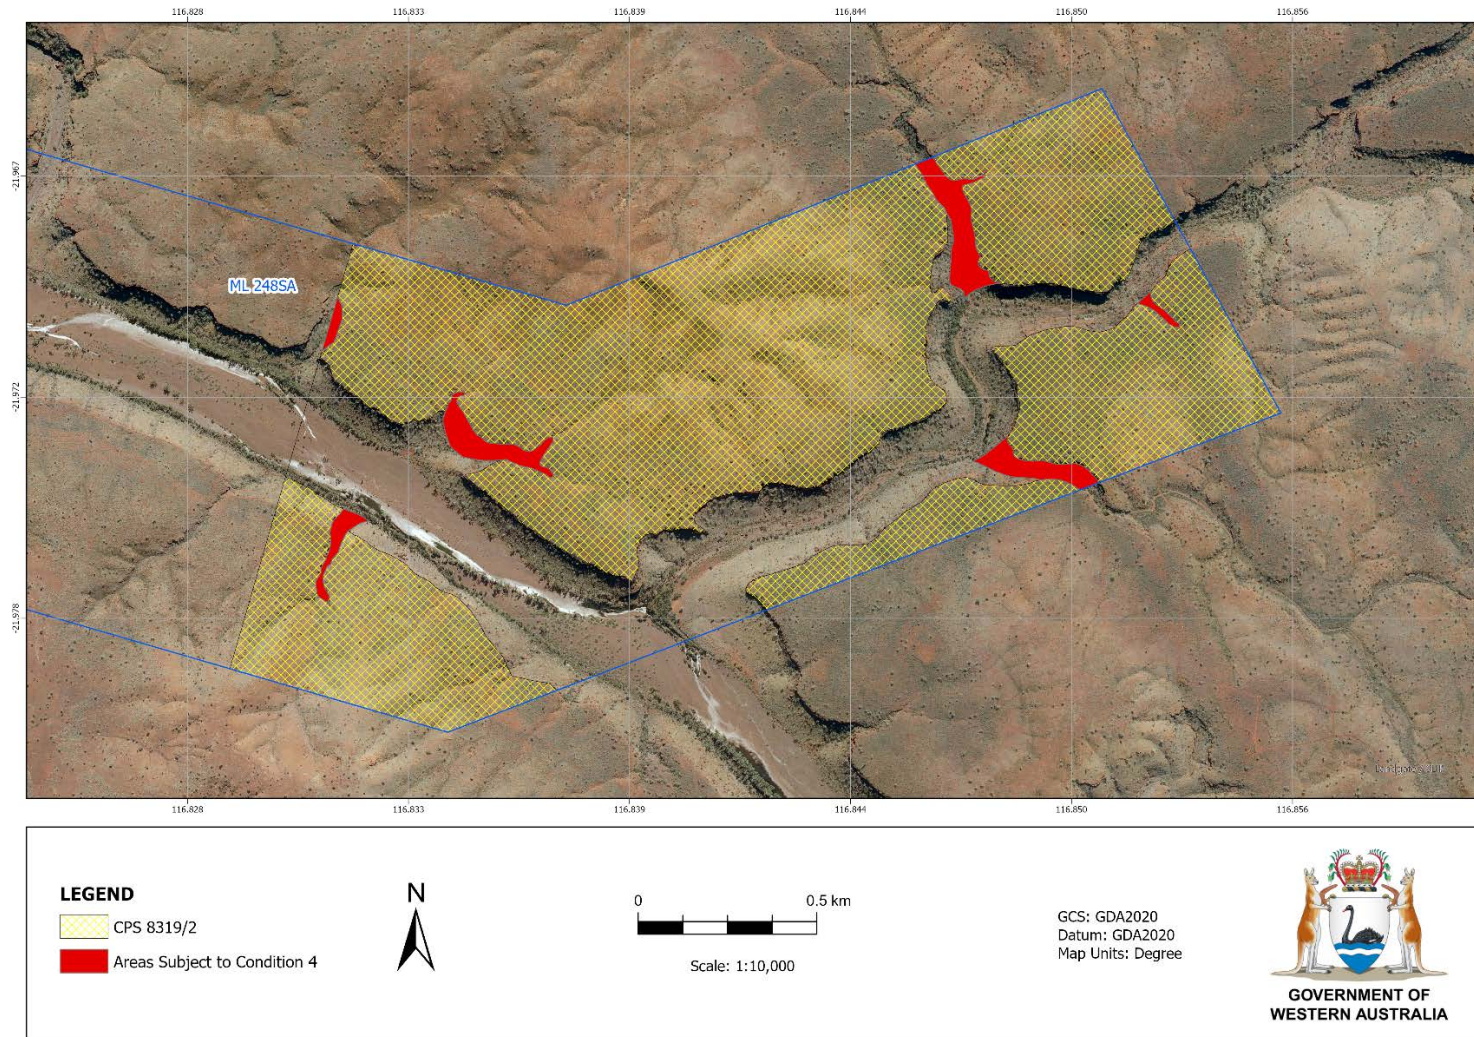 116.828 116.833 116.839 116.844 116.850 116.856
-21.967
ML 248SA
-21.972
-21.978
116.828 116.833 116.839 116.844 116.850 116.856
LEGEND
CPS 8319/2
Areas Subject to Condition 4
N
0 0.5 km
Scale: 1:10,000
GCS: GDA2020
Datum: GDA2020
Map Units: Degree
GOVERNMENT OF
WESTERN AUSTRALIA